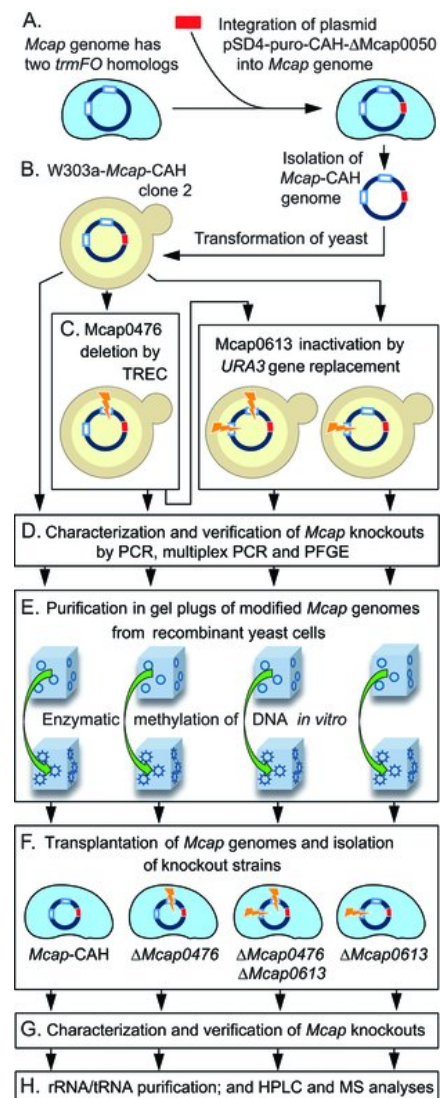 A.
Mcap genome has
two trmFO homologs
Integration of plasmid
pSD4-puro-CAH-ΔMcap0050
into Mcap genome
Isolation of
Mcap-CAH
genome
B.
W303a-Mcap-CAH
clone 2
Transformation of yeast
C. Mcap0476
deletion by
TREC
Mcap0613 inactivation by
URA3 gene replacement
D. Characterization and verification of Mcap knockouts
by PCR, multiplex PCR and PFGE
E. Purification in gel plugs of modified Mcap genomes
from recombinant yeast cells
Enzymatic methylation of DNA in vitro
F. Transplantation of Mcap genomes and isolation
of knockout strains
Mcap-CAH
ΔMcap0476
ΔMcap0476
ΔMcap0613
ΔMcap0613
G. Characterization and verification of Mcap knockouts
H. rRNA/tRNA purification; and HPLC and MS analyses